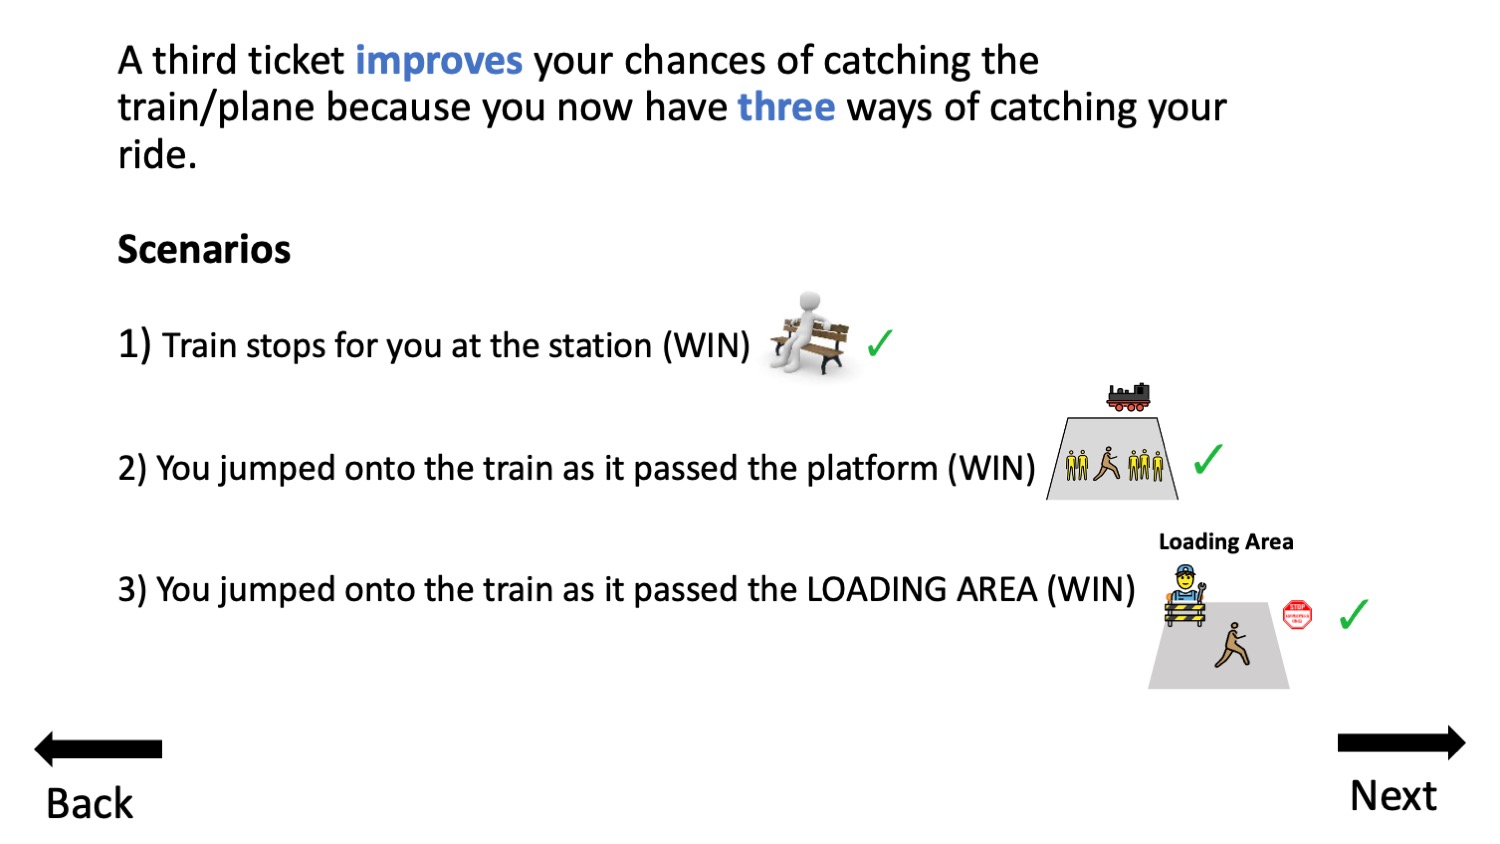 A third ticket improves your chances of catching the
train/plane because you now have three ways of catching your
ride.
Scenarios
1) Train stops for you at the station (WIN)
2) You jumped onto the train as it passed the platform (WIN)
Loading Area
3) You jumped onto the train as it passed the LOADING AREA (WIN)
STOP
Back
Next